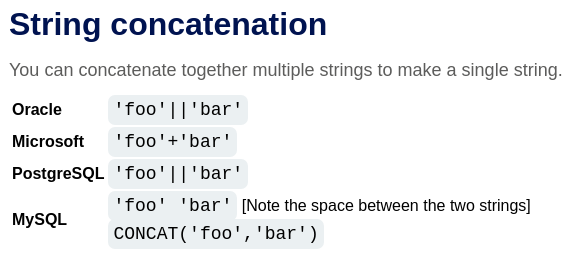 String concatenation
You can concatenate together multiple strings to make a single string.
Oracle 'foo'||'bar'
Microsoft 'foo'+'bar'
PostgreSQL 'foo'||'bar'
MySQL 'foo' 'bar' [Note the space between the two strings]
CONCAT('foo','bar')